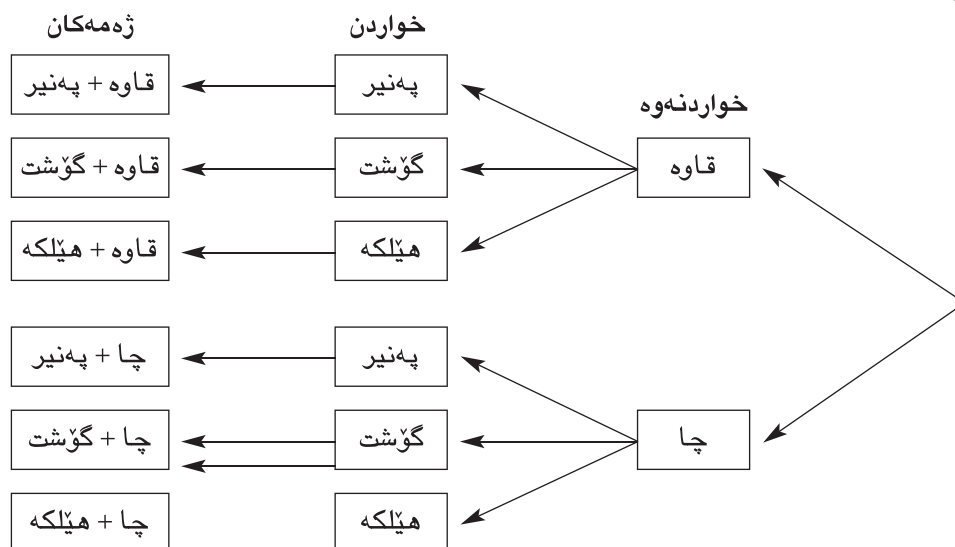 خواردنەوە
خواردن
ژەمەکان
قاوە
پەنیر
قاوە + پەنیر
گۆشت
قاوە + گۆشت
هێلکە
قاوە + هێلکە
چا
پەنیر
چا + پەنیر
گۆشت
چا + گۆشت
هێلکە
چا + هێلکە